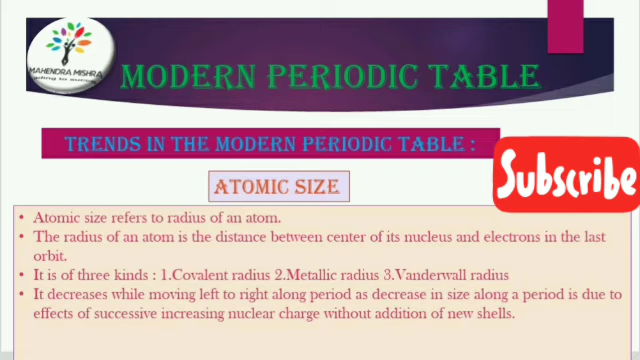 MAHENDRA MISHRA
MODERN PERIODIC TABLE
TRENDS IN THE MODERN PERIODIC TABLE :
ATOMIC SIZE
Subscribe
• Atomic size refers to radius of an atom.
• The radius of an atom is the distance between center of its nucleus and electrons in the last
orbit.
• It is of three kinds : 1.Covalent radius 2.Metallic radius 3.Vanderwall radius
• It decreases while moving left to right along period as decrease in size along a period is due to
effects of successive increasing nuclear charge without addition of new shells.